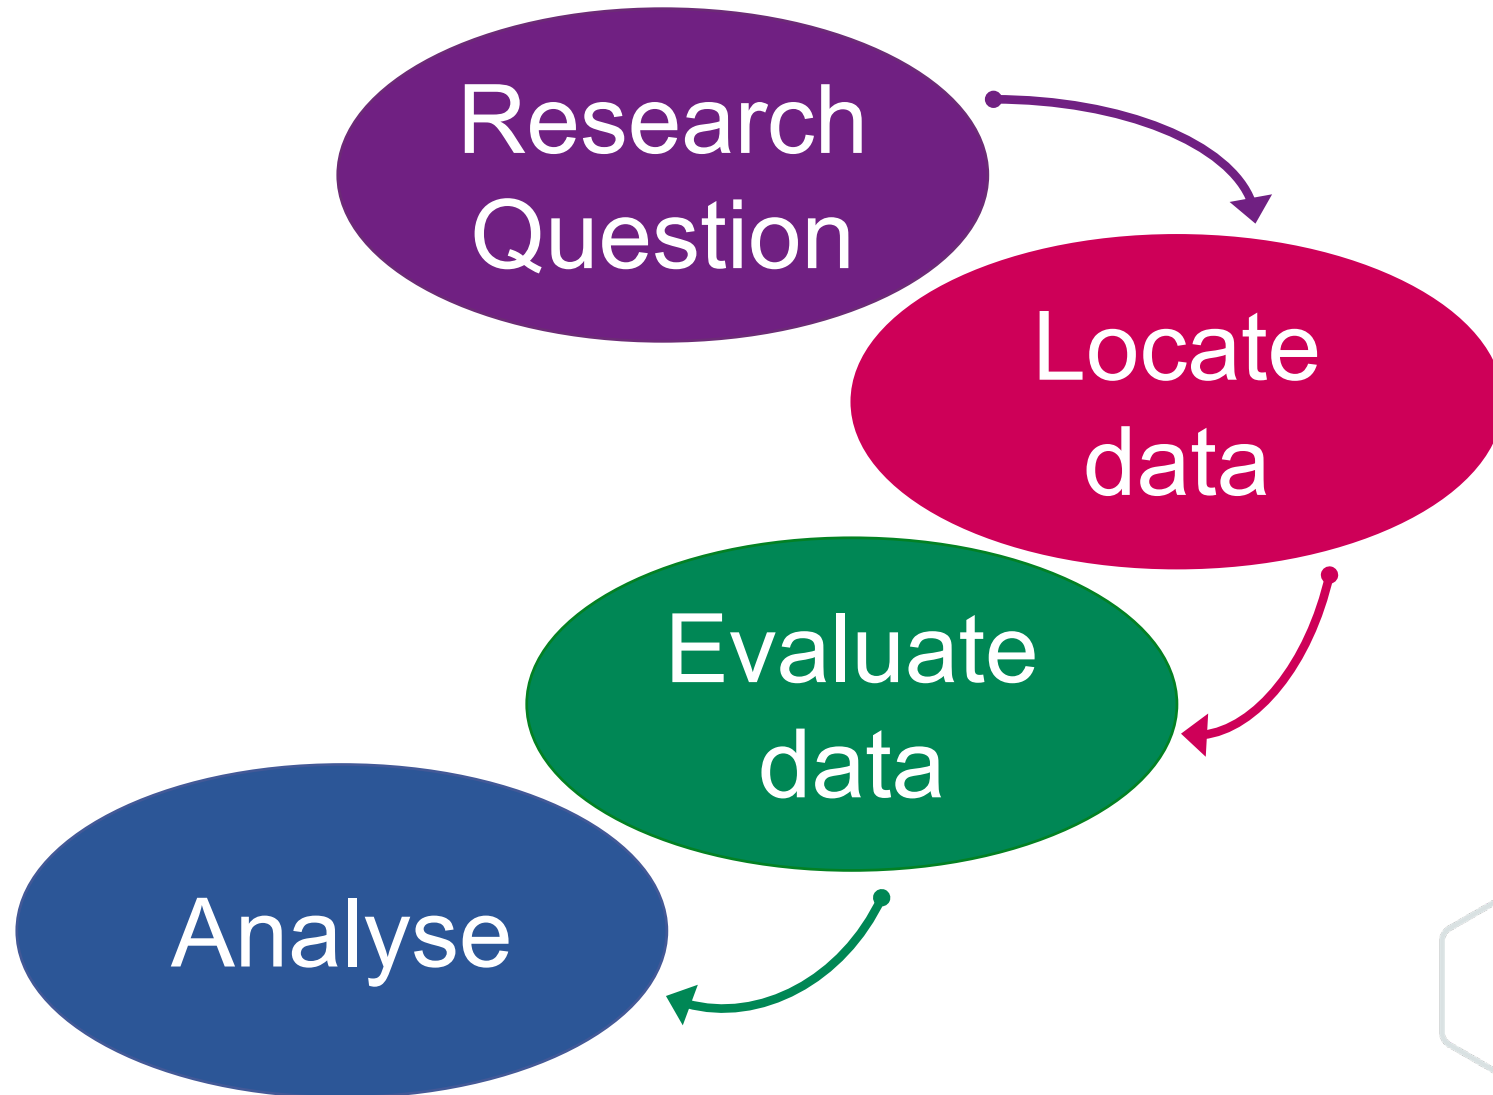 Research
Question
Locate
data
Evaluate
data
Analyse